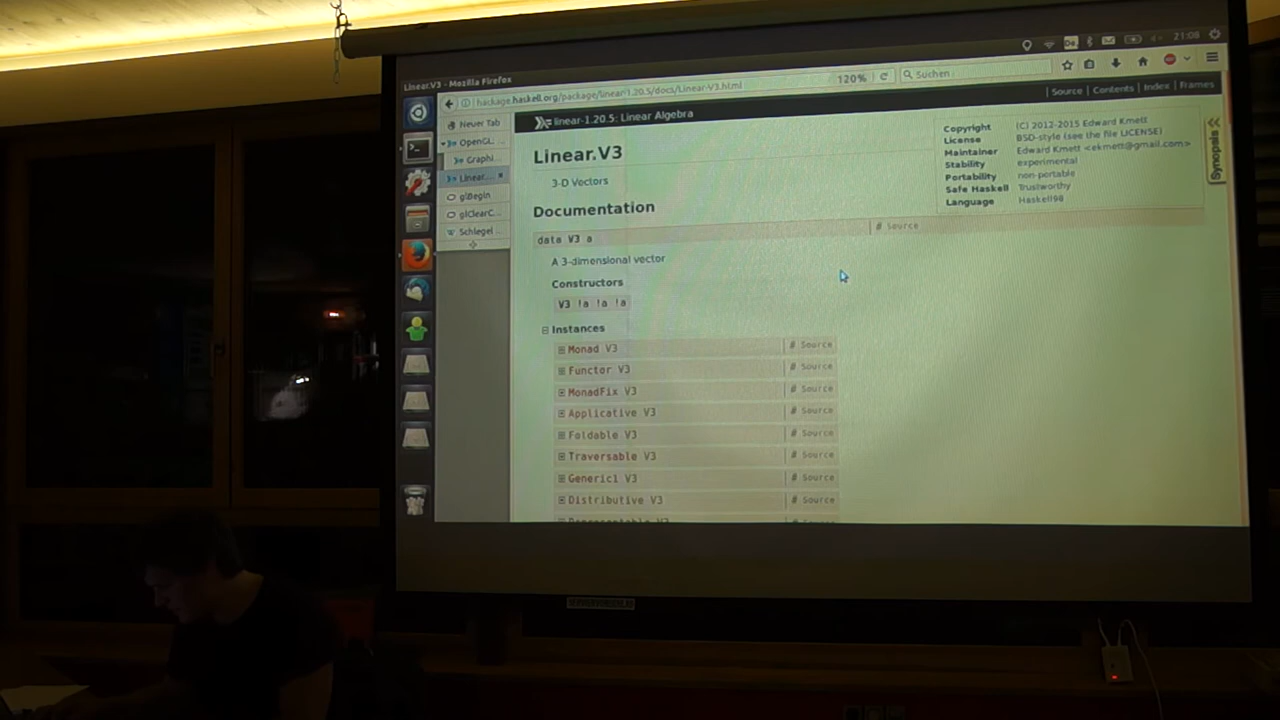 Linear.V3 - Mozilla Firefox
De
21:08
hackage.haskell.org/package/linear-1.20.5/docs/Linear-V3.html
120%
Suchen
Neuer Tab
OpenGL...
Graphi...
Linear....
glBegin
glClearC...
Schlegel...
linear-1.20.5: Linear Algebra
Source | Contents | Index | Frames
Linear.V3
3-D Vectors
Copyright (C) 2012-2015 Edward Kmett
License BSD-style (see the file LICENSE)
Maintainer Edward Kmett <ekmett@gmail.com>
Stability experimental
Portability non-portable
Safe Haskell Trustworthy
Language Haskell98
Synopsis
Documentation
data V3 a # Source
A 3-dimensional vector
Constructors
V3 !a !a !a
Instances
Monad V3 # Source
Functor V3 # Source
MonadFix V3 # Source
Applicative V3 # Source
Foldable V3 # Source
Traversable V3 # Source
Generic1 V3 # Source
Distributive V3 # Source